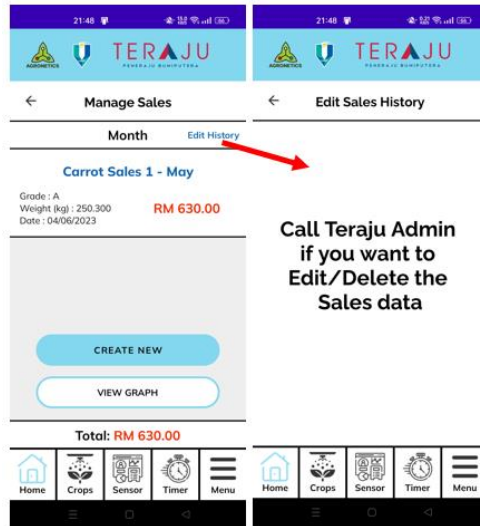 21:48
AGRONETICS
TERAJU
PENERAJU BUMIPUTERA
Manage Sales
Month
Edit History
Carrot Sales 1 - May
Grade : A
Weight (kg) : 250.300
RM 630.00
Date : 04/06/2023
CREATE NEW
VIEW GRAPH
Total: RM 630.00
Home
Crops
Sensor
Timer
Menu
21:48
AGRONETICS
TERAJU
PENERAJU BUMIPUTERA
Edit Sales History
Call Teraju Admin
if you want to
Edit/Delete the
Sales data
Home
Crops
Sensor
Timer
Menu